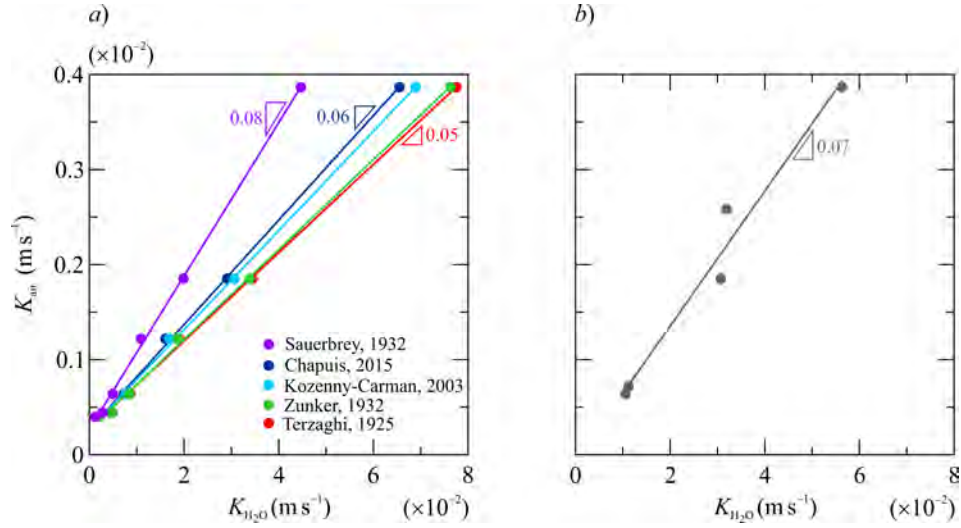 a)
b)
(×10⁻²)
0.4
0.3
0.2
0.1
0
K_air (m s⁻¹)
0.08
0.06
0.05
Sauerbrey, 1932
Chapuis, 2015
Kozenny-Carman, 2003
Zunker, 1932
Terzaghi, 1925
0 2 4 6 8
K_H₂O (m s⁻¹) (×10⁻²)
0.07
0 2 4 6 8
K_H₂O (m s⁻¹) (×10⁻²)